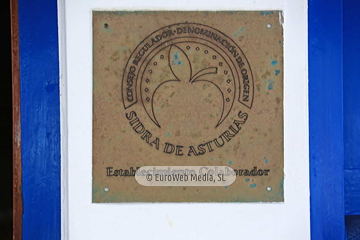 CONSEJO REGULADOR·DENOMINACIÓN DE ORIGEN
SIDRA DE ASTURIAS
Establecimiento Colaborador
© EuroWeb Media, SL